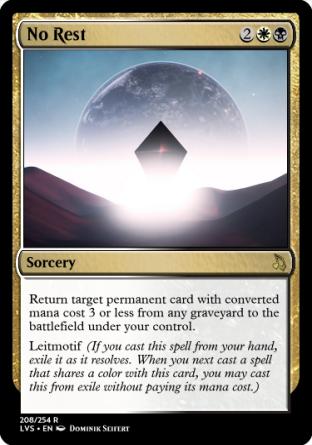 No Rest 2
Sorcery
Return target permanent card with converted
mana cost 3 or less from any graveyard to the
battlefield under your control.
Leitmotif (If you cast this spell from your hand,
exile it as it resolves. When you next cast a spell
that shares a color with this card, you may cast
this from exile without paying its mana cost.)
208/254 R
LVS • EN Dominik Seifert